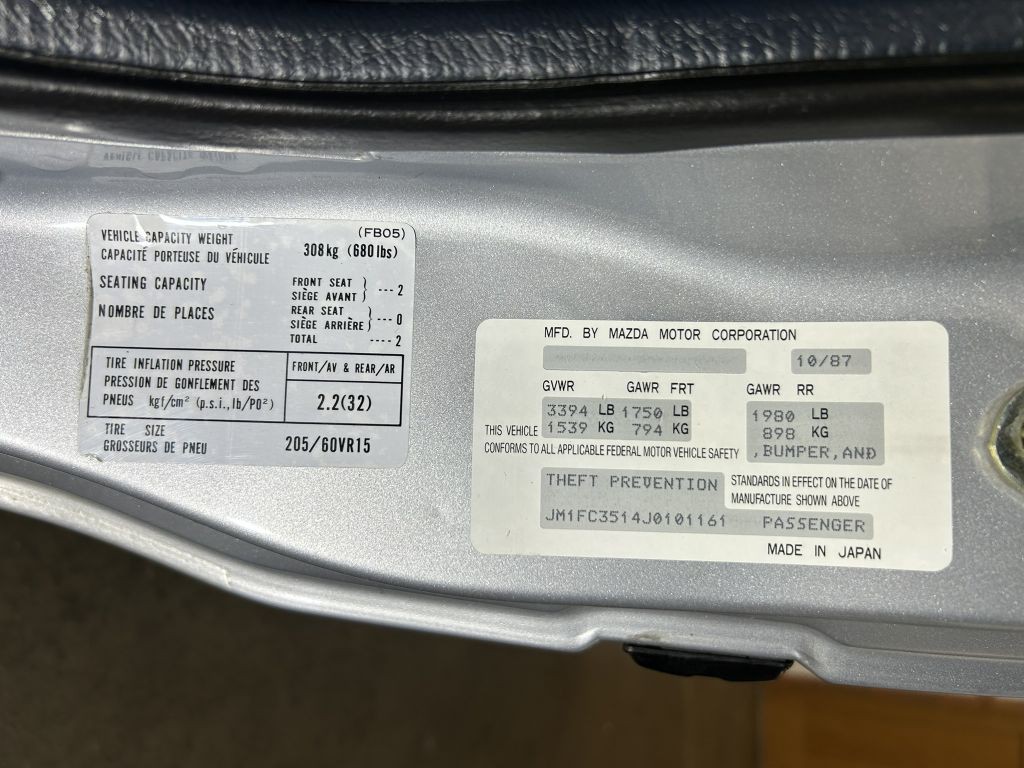 VEHICLE CAPACITY WEIGHT
(FB05)
VEHICLE CAPACITY WEIGHT
CAPACITÉ PORTEUSE DU VÉHICULE
308kg (680lbs)
SEATING CAPACITY
NOMBRE DE PLACES
FRONT SEAT
SIÈGE AVANT
---2
REAR SEAT
SIÈGE ARRIÈRE
---0
TOTAL ----2
TIRE INFLATION PRESSURE
PRESSION DE GONFLEMENT DES
PNEUS kgf/cm² (p.s.i., lb/PO²)
FRONT/AV & REAR/AR
2.2(32)
TIRE SIZE
GROSSEURS DE PNEU
205/60VR15
MFD. BY MAZDA MOTOR CORPORATION
10/87
GVWR GAWR FRT GAWR RR
3394 LB 1750 LB 1980 LB
THIS VEHICLE 1539 KG 794 KG 898 KG
CONFORMS TO ALL APPLICABLE FEDERAL MOTOR VEHICLE SAFETY ,BUMPER,AND
THEFT PREVENTION STANDARDS IN EFFECT ON THE DATE OF
MANUFACTURE SHOWN ABOVE
JM1FC3514J0101161 PASSENGER
MADE IN JAPAN